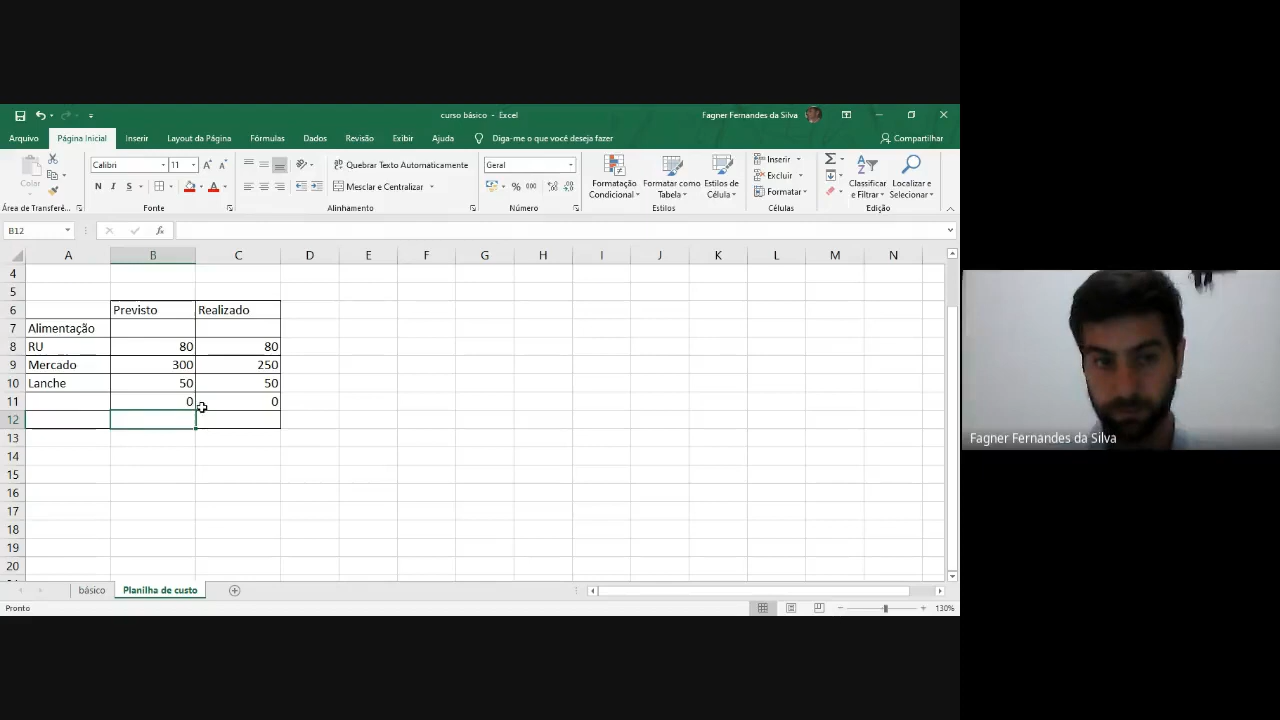 curso básico - Excel
Fagner Fernandes da Silva
Arquivo Página Inicial Inserir Layout da Página Fórmulas Dados Revisão Exibir Ajuda Diga-me o que você deseja fazer Compartilhar
Colar
Calibri 11
N I S
Quebrar Texto Automaticamente
Mesclar e Centralizar
Geral
% 000
Formatação Condicional
Formatar como Tabela
Estilos de Célula
Inserir
Excluir
Formatar
Classificar e Filtrar
Localizar e Selecionar
Área de Transferê... Fonte Alinhamento Número Estilos Células Edição
B12 fx
A B C D E F G H I J K L M N
4
5
6 Previsto Realizado
7 Alimentação
8 RU 80 80
9 Mercado 300 250
10 Lanche 50 50
11 0 0
12
13
14
15
16
17
18
19
20
básico Planilha de custo
Pronto 130%
Fagner Fernandes da Silva